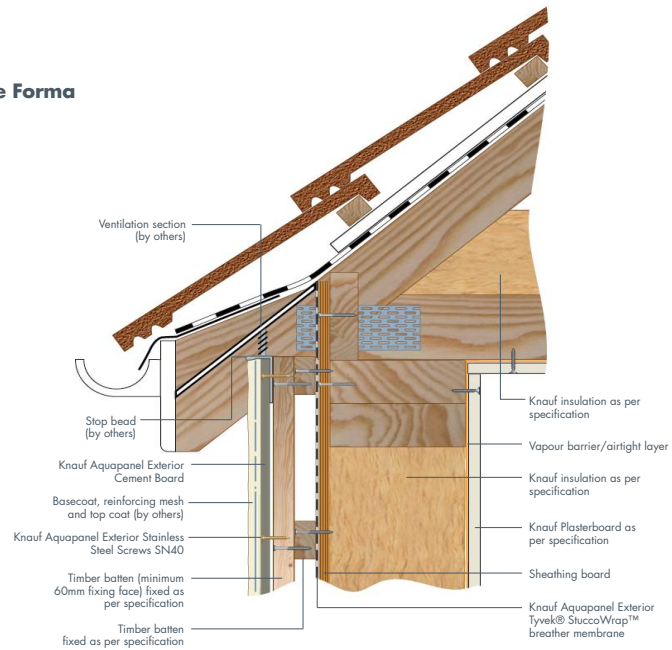 e Forma
Ventilation section
(by others)
Stop bead
(by others)
Knauf Aquapanel Exterior
Cement Board
Basecoat, reinforcing mesh
and top coat (by others)
Knauf Aquapanel Exterior Stainless
Steel Screws SN40
Timber batten (minimum
60mm fixing face) fixed as
per specification
Timber batten
fixed as per specification
Knauf insulation as per
specification
Vapour barrier/airtight layer
Knauf insulation as per
specification
Knauf Plasterboard as
per specification
Sheathing board
Knauf Aquapanel Exterior
Tyvek® StuccoWrap™
breather membrane